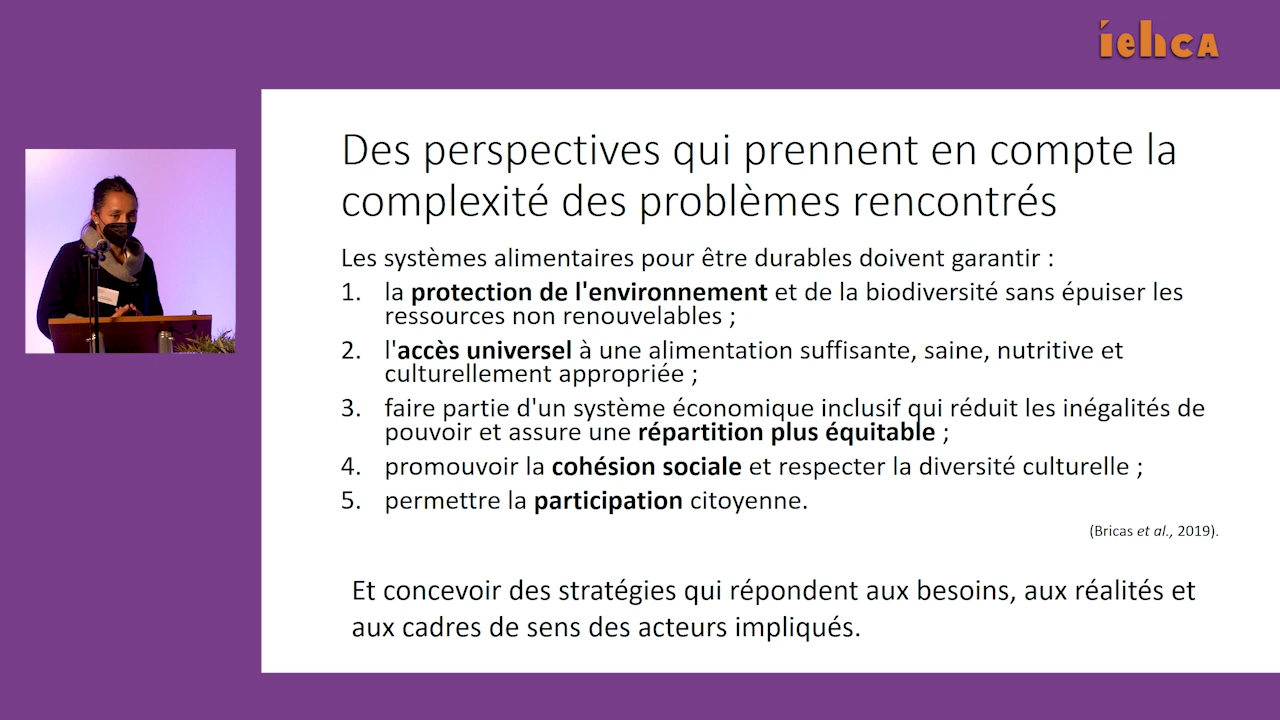 iehca
Des perspectives qui prennent en compte la
complexité des problèmes rencontrés
Les systèmes alimentaires pour être durables doivent garantir :
1. la protection de l'environnement et de la biodiversité sans épuiser les
ressources non renouvelables ;
2. l'accès universel à une alimentation suffisante, saine, nutritive et
culturellement appropriée ;
3. faire partie d'un système économique inclusif qui réduit les inégalités de
pouvoir et assure une répartition plus équitable ;
4. promouvoir la cohésion sociale et respecter la diversité culturelle ;
5. permettre la participation citoyenne.
(Bricas et al., 2019).
Et concevoir des stratégies qui répondent aux besoins, aux réalités et
aux cadres de sens des acteurs impliqués.